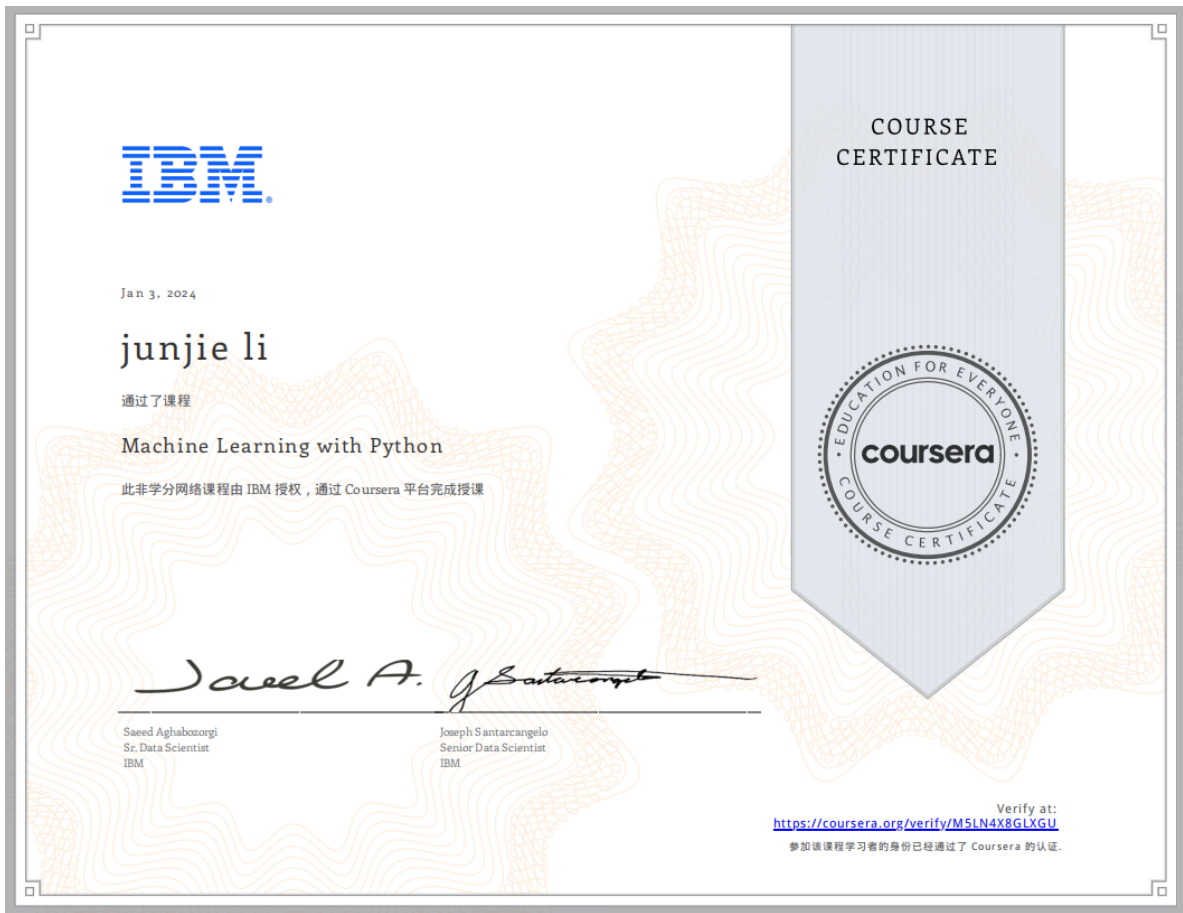 IBM®
COURSE
CERTIFICATE
Jan 3, 2024
junjie li
通过了课程
Machine Learning with Python
此非学分网络课程由 IBM 授权，通过 Coursera 平台完成授课
EDUCATION FOR EVERYONE
coursera
COURSE CERTIFICATE
Saeed Aghabozorgi
Sr. Data Scientist
IBM
Joseph Santarcangelo
Senior Data Scientist
IBM
Verify at:
https://coursera.org/verify/M5LN4X8GLXGU
参加该课程学习者的身份已经通过了 Coursera 的认证.